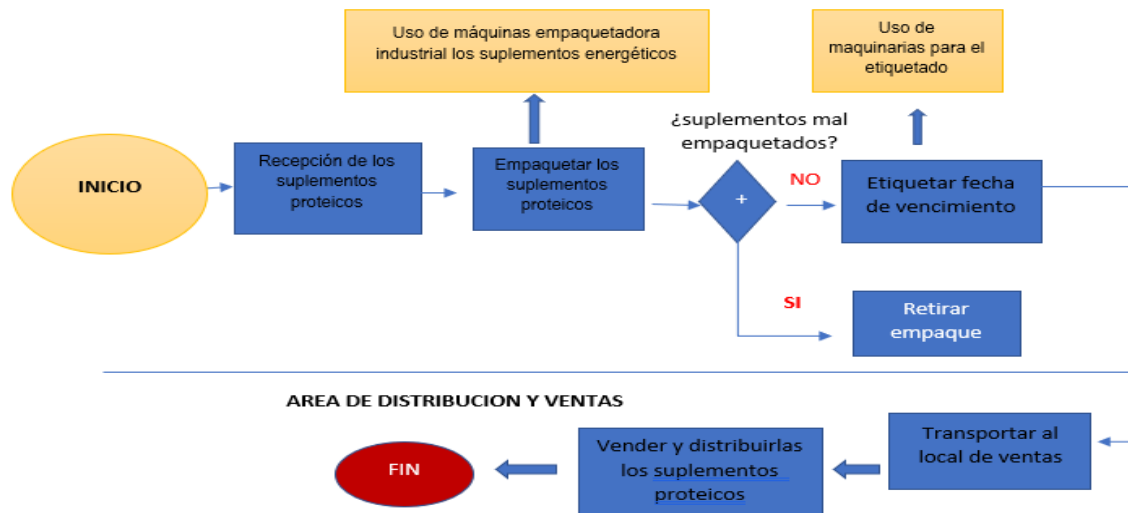 Uso de máquinas empaquetadora
industrial los suplementos energéticos
Uso de
maquinarias para el
etiquetado
¿suplementos mal
empaquetados?
INICIO
Recepción de los
suplementos
proteicos
Empaquetar los
suplementos
proteicos
+
NO
Etiquetar fecha
de vencimiento
SI
Retirar
empaque
AREA DE DISTRIBUCION Y VENTAS
Transportar al
local de ventas
Vender y distribuirlas
los suplementos
proteicos
FIN